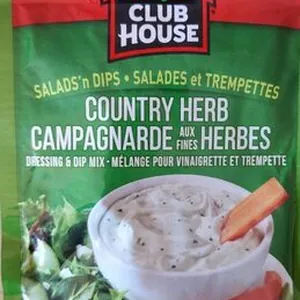 CLUB
HOUSE
SALADS'n DIPS • SALADES et TREMPETTES
COUNTRY HERB
CAMPAGNARDE AUX FINES HERBES
DRESSING & DIP MIX • MÉLANGE POUR VINAIGRETTE ET TREMPETTE